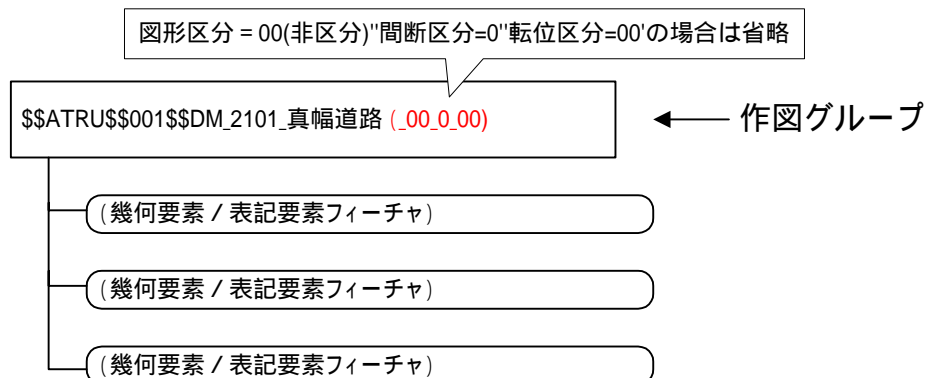 図形区分 = 00(非区分)"間断区分=0"転位区分=00'の場合は省略
$$ATRU$$001$$DM_2101_真幅道路 (_00_0_00)
作図グループ
(幾何要素 / 表記要素フィーチャ)
(幾何要素 / 表記要素フィーチャ)
(幾何要素 / 表記要素フィーチャ)